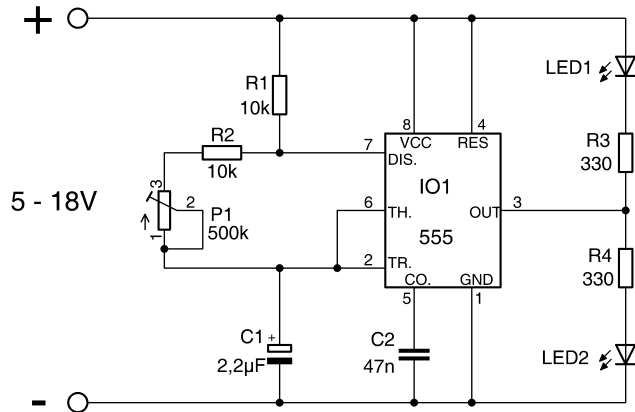 +
LED1
R1
10k
8
4
VCC
RES
R2
10k
7
DIS.
R3
330
3
2
1
P1
500k
5 - 18V
IO1
555
6
TH.
OUT
3
2
TR.
CO.
GND
5
1
R4
330
C1
+
2,2µF
C2
47n
LED2
-